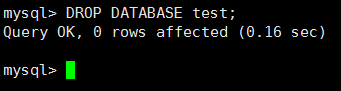 mysql> DROP DATABASE test;
Query OK, 0 rows affected (0.16 sec)
mysql>